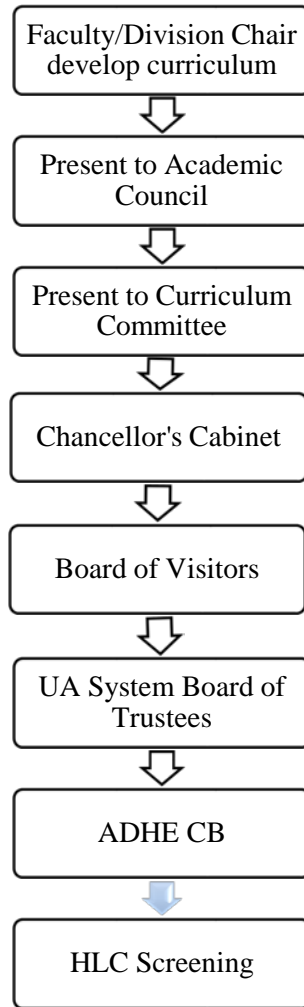 Faculty/Division Chair
develop curriculum
Present to Academic
Council
Present to Curriculum
Committee
Chancellor's Cabinet
Board of Visitors
UA System Board of
Trustees
ADHE CB
HLC Screening